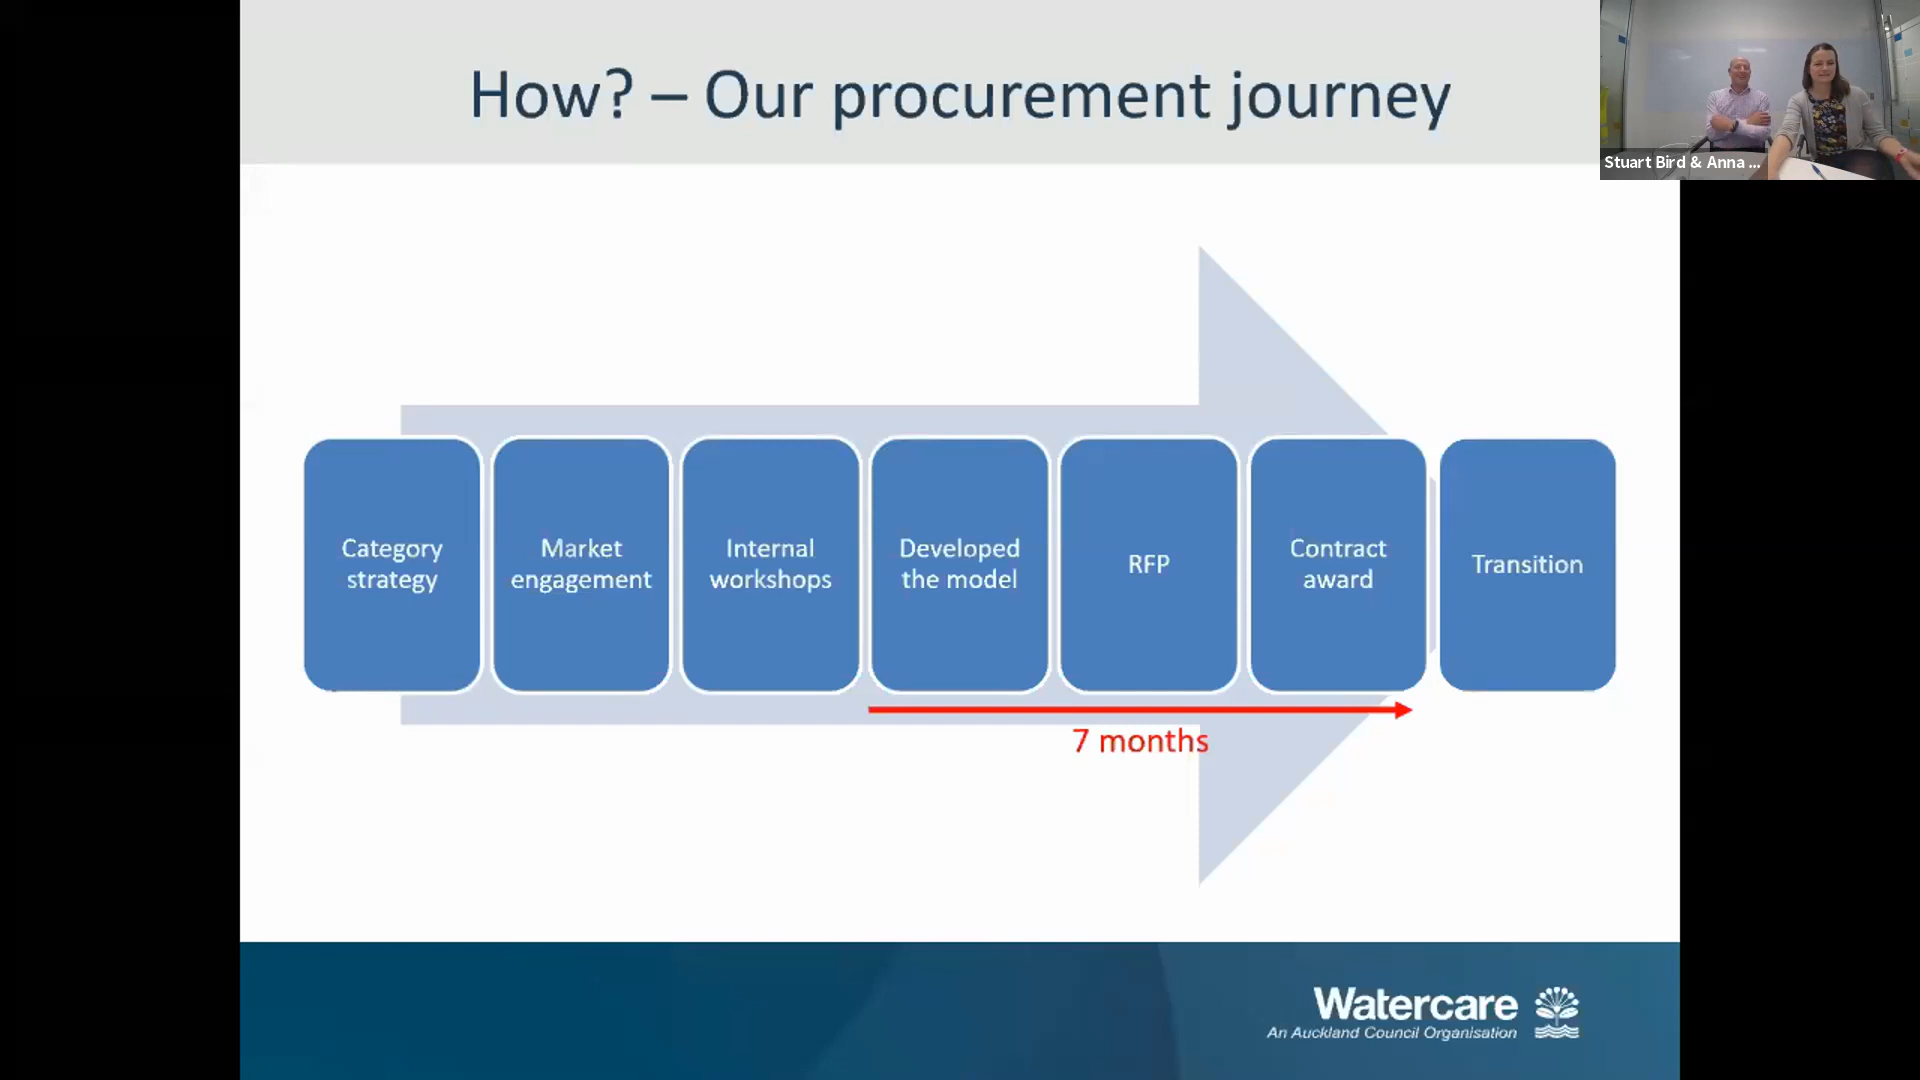 How? – Our procurement journey
Stuart Bird & Anna ...
Category
strategy
Market
engagement
Internal
workshops
Developed
the model
RFP
Contract
award
Transition
7 months
Watercare
An Auckland Council Organisation